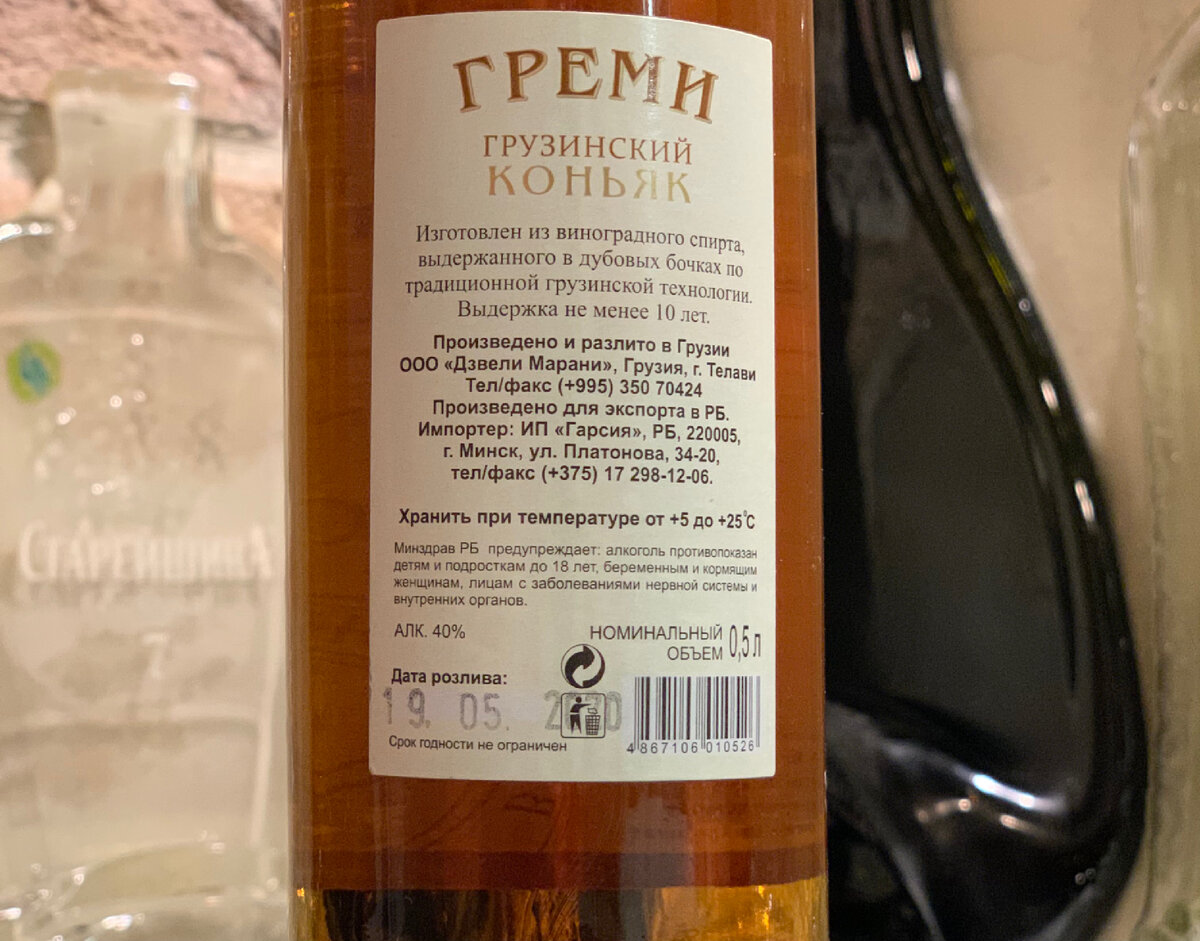 ГРЕМИ
ГРУЗИНСКИЙ
КОНЬЯК
Изготовлен из виноградного спирта,
выдержанного в дубовых бочках по
традиционной грузинской технологии.
Выдержка не менее 10 лет.
Произведено и разлито в Грузии
ООО «Дзвели Марани», Грузия, г. Телави
Тел/факс (+995) 350 70424
Произведено для экспорта в РБ.
Импортер: ИП «Гарсия», РБ, 220005,
г. Минск, ул. Платонова, 34-20,
тел/факс (+375) 17 298-12-06.
Хранить при температуре от +5 до +25°С
Минздрав РБ предупреждает: алкоголь противопоказан
детям и подросткам до 18 лет, беременным и кормящим
женщинам, лицам с заболеваниями нервной системы и
внутренних органов.
АЛК. 40%
НОМИНАЛЬНЫЙ
ОБЪЕМ 0,5 л
Дата розлива:
19. 05.
Срок годности не ограничен
4 867106 010526
СТАРЕЙШИНА